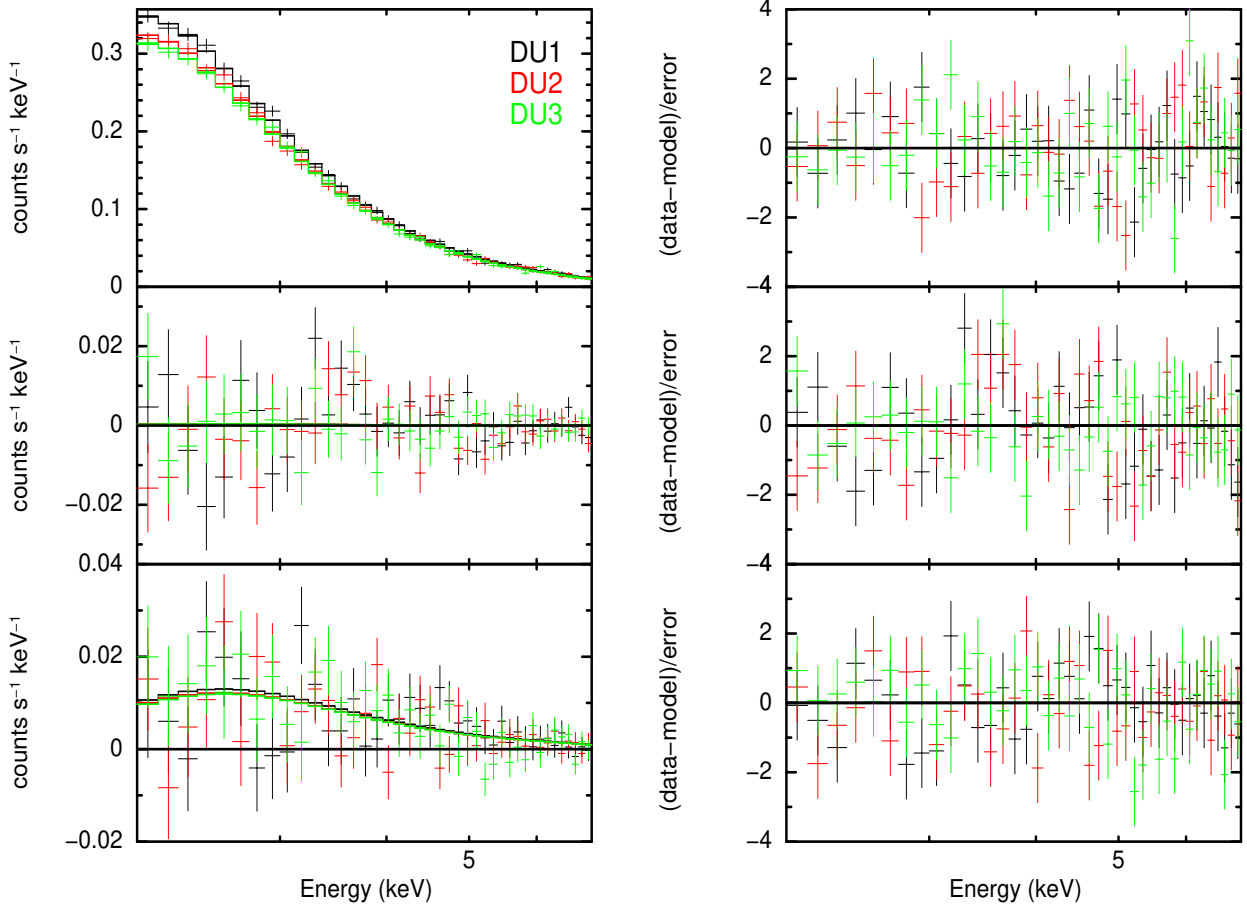 counts s⁻¹ keV⁻¹
0.3
0.2
0.1
0
DU1
DU2
DU3
(data−model)/error
4
2
0
−2
−4
counts s⁻¹ keV⁻¹
0.02
0
−0.02
(data−model)/error
2
0
−2
−4
counts s⁻¹ keV⁻¹
0.04
0.02
0
−0.02
5
Energy (keV)
(data−model)/error
2
0
−2
−4
5
Energy (keV)